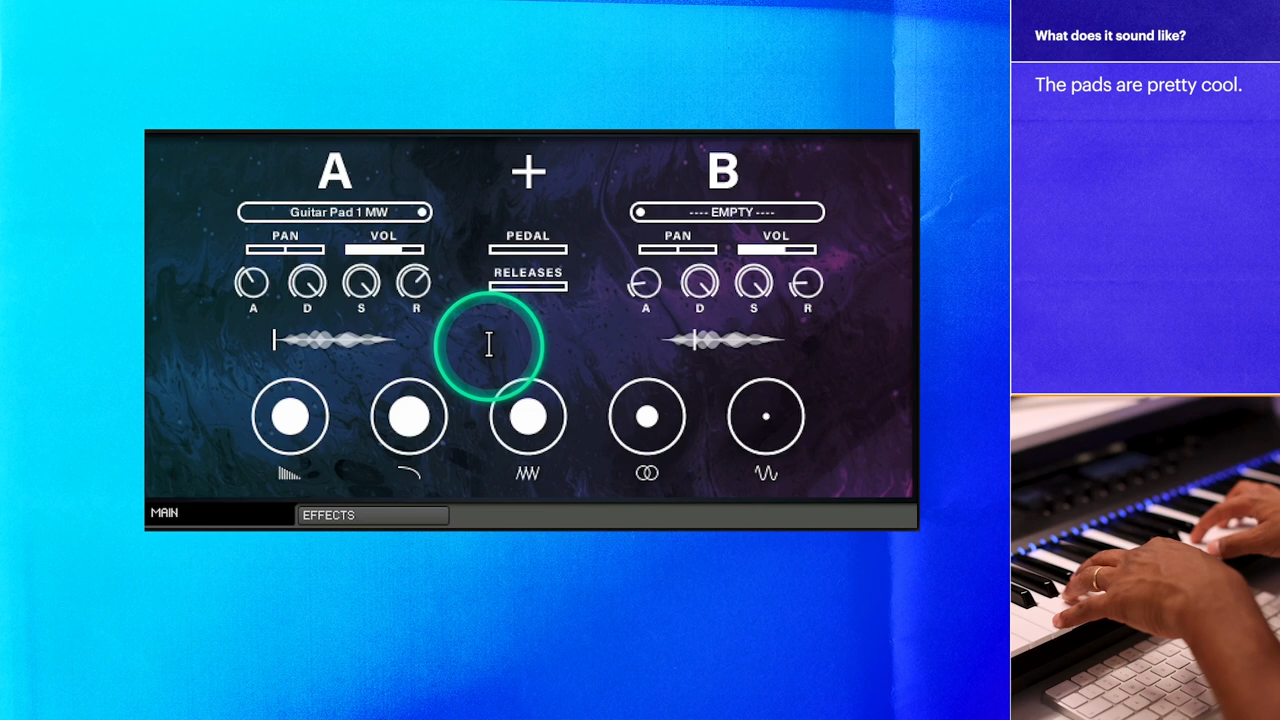 What does it sound like?
The pads are pretty cool.
A + B
Guitar Pad 1 MW
---- EMPTY ----
PAN VOL PEDAL PAN VOL
RELEASES
A D S R A D S R
MAIN EFFECTS